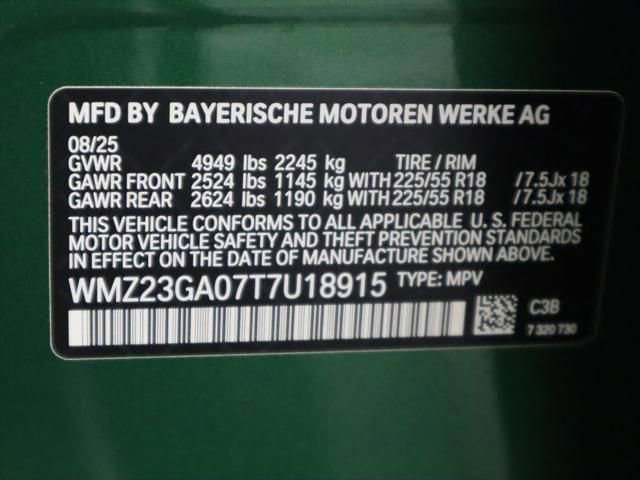 MFD BY BAYERISCHE MOTOREN WERKE AG
08/25
GVWR 4949 lbs 2245 kg TIRE / RIM
GAWR FRONT 2524 lbs 1145 kg WITH 225/55 R18 /7.5Jx 18
GAWR REAR 2624 lbs 1190 kg WITH 225/55 R18 /7.5Jx 18
THIS VEHICLE CONFORMS TO ALL APPLICABLE U. S. FEDERAL
MOTOR VEHICLE SAFETY AND THEFT PREVENTION STANDARDS
IN EFFECT ON THE DATE OF MANUFACTURE SHOWN ABOVE.
WMZ23GA07T7U18915 TYPE: MPV
C3B
7 320 730